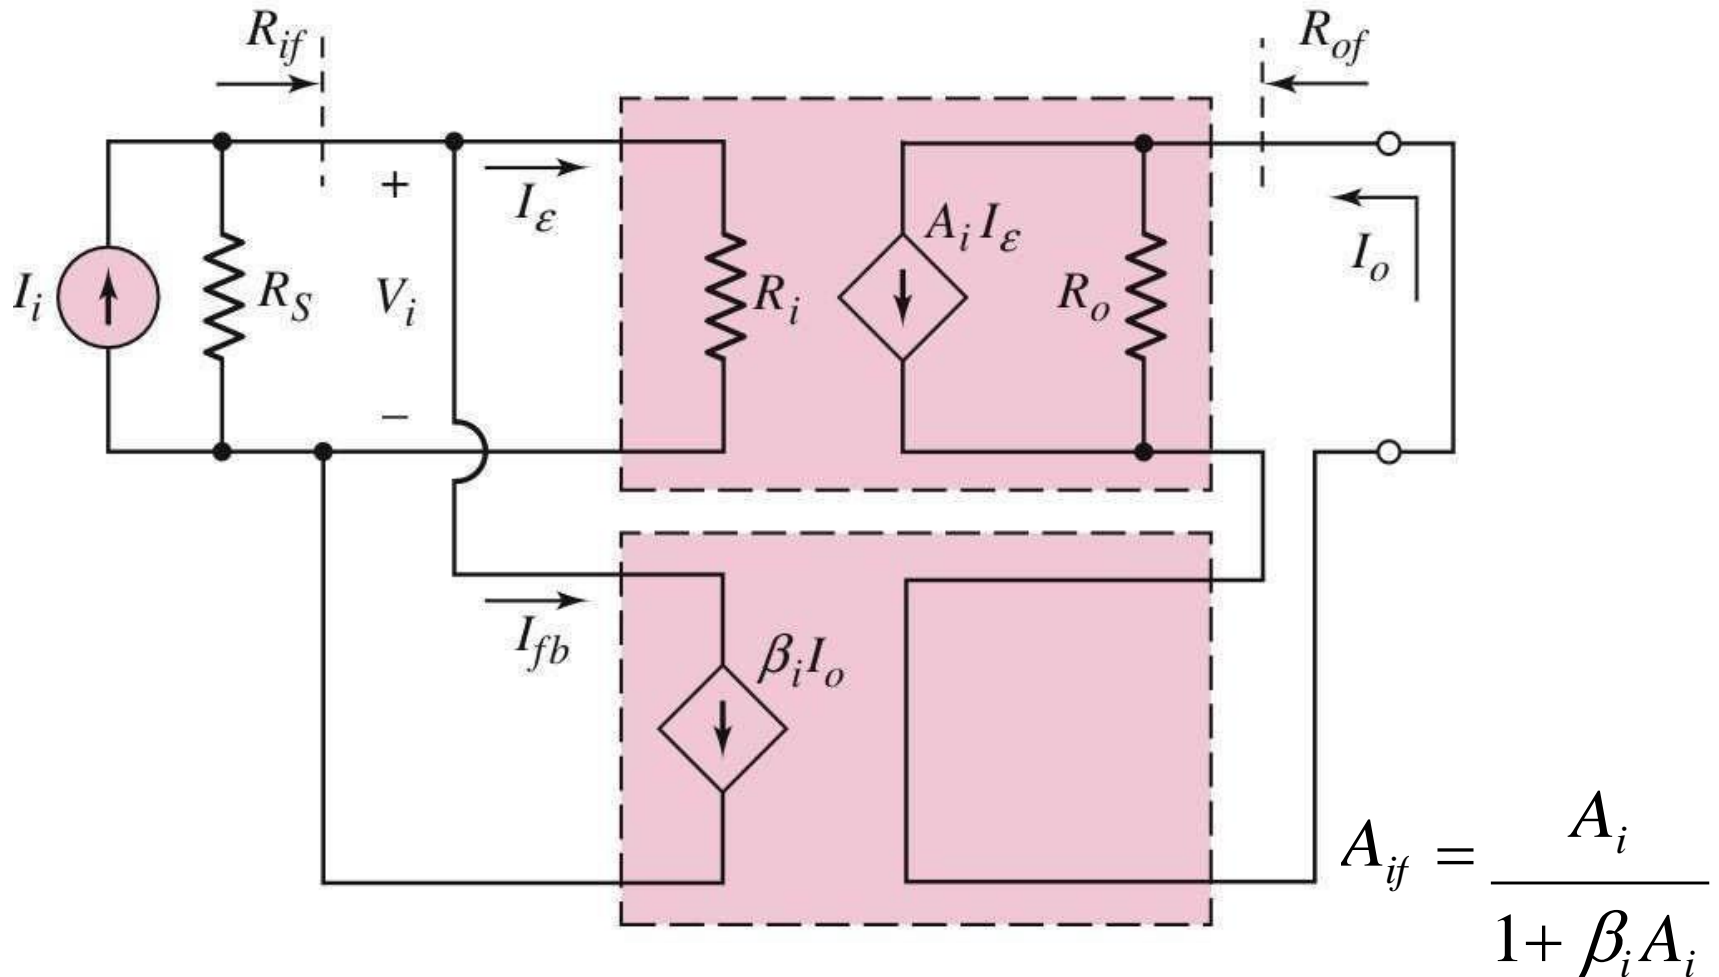 R_if
R_of
+
I_ε
A_i I_ε
I_o
I_i
R_S
V_i
R_i
R_o
−
I_fb
β_i I_o
A_if = A_i / 1+ β_i A_i